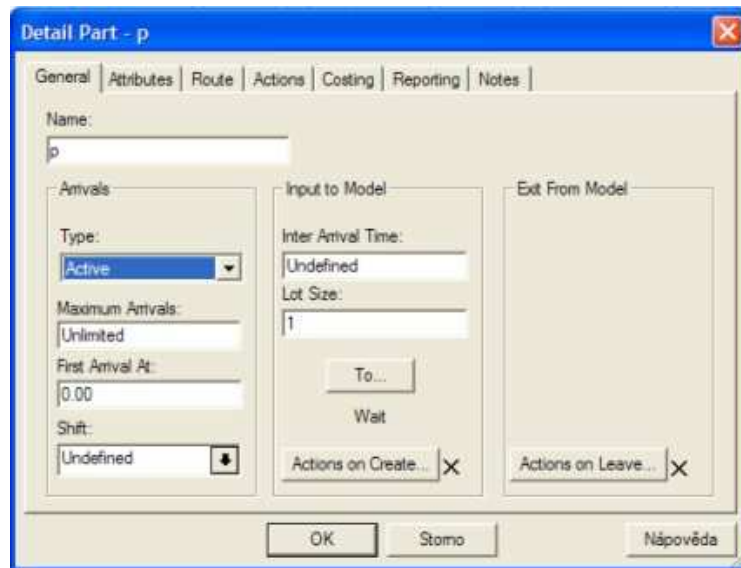 Detail Part - p
General Attributes Route Actions Costing Reporting Notes
Name:
p
Arrivals
Type:
Active
Maximum Arrivals:
Unlimited
First Arrival At:
0.00
Shift:
Undefined
Input to Model
Inter Arrival Time:
Undefined
Lot Size:
1
To...
Wait
Actions on Create...
Exit From Model
Actions on Leave...
OK Storno Nápověda